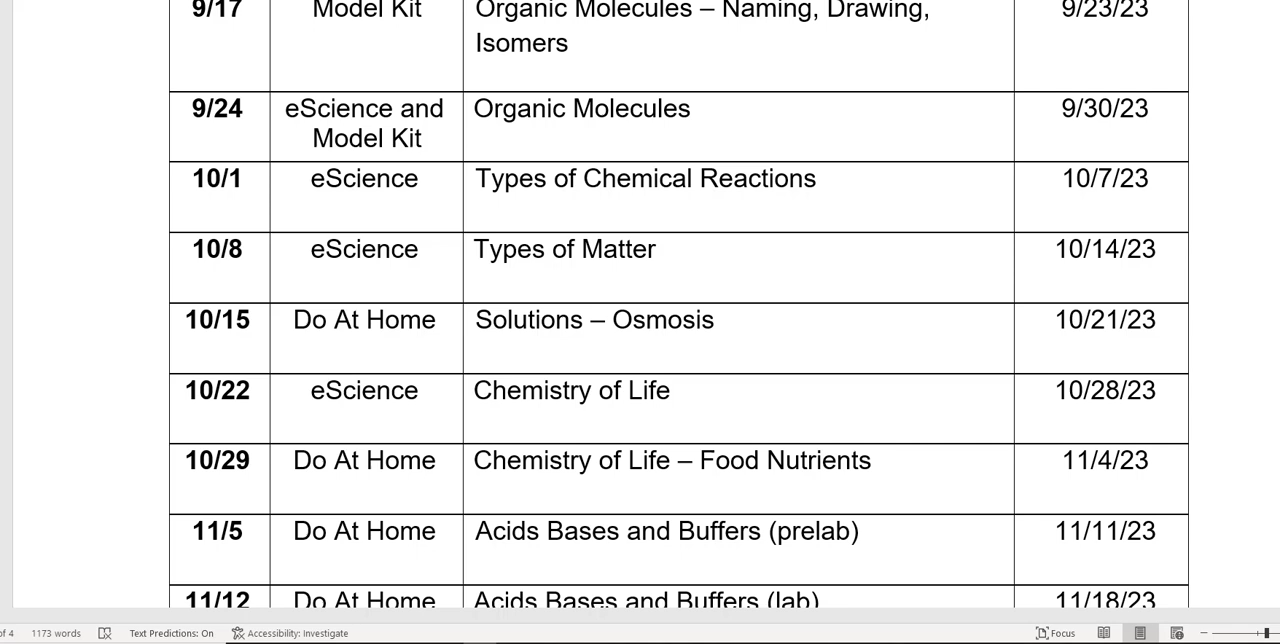 9/17 Model Kit Organic Molecules – Naming, Drawing, 9/23/23
Isomers
9/24 eScience and Organic Molecules 9/30/23
Model Kit
10/1 eScience Types of Chemical Reactions 10/7/23
10/8 eScience Types of Matter 10/14/23
10/15 Do At Home Solutions – Osmosis 10/21/23
10/22 eScience Chemistry of Life 10/28/23
10/29 Do At Home Chemistry of Life – Food Nutrients 11/4/23
11/5 Do At Home Acids Bases and Buffers (prelab) 11/11/23
11/12 Do At Home Acids Bases and Buffers (lab) 11/18/23
of 4 1173 words Text Predictions: On Accessibility: Investigate Focus